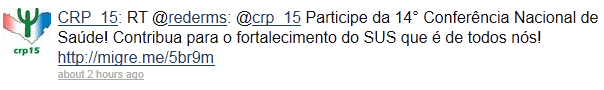 CRP_15: RT @rederms: @crp_15 Participe da 14° Conferência Nacional de
Saúde! Contribua para o fortalecimento do SUS que é de todos nós!
http://migre.me/5br9m
about 2 hours ago
crp15